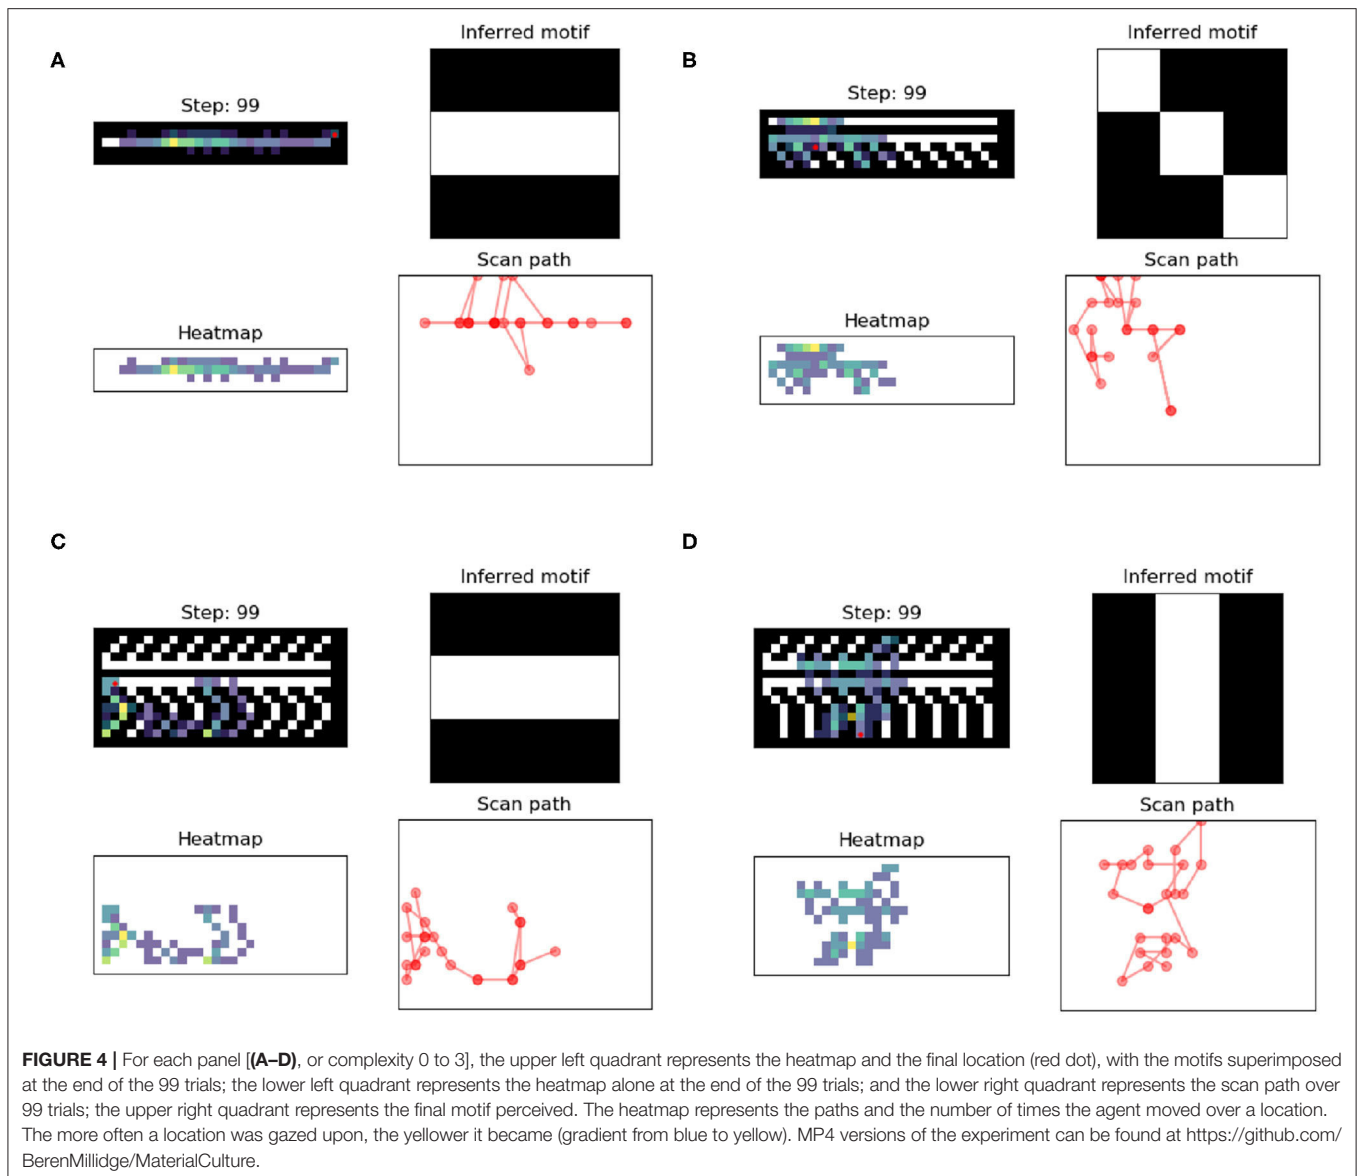 A
Inferred motif
Step: 99
Scan path
Heatmap
B
Inferred motif
Step: 99
Scan path
Heatmap
C
Inferred motif
Step: 99
Scan path
Heatmap
D
Inferred motif
Step: 99
Scan path
Heatmap
FIGURE 4 | For each panel [(A–D), or complexity 0 to 3], the upper left quadrant represents the heatmap and the final location (red dot), with the motifs superimposed
at the end of the 99 trials; the lower left quadrant represents the heatmap alone at the end of the 99 trials; and the lower right quadrant represents the scan path over
99 trials; the upper right quadrant represents the final motif perceived. The heatmap represents the paths and the number of times the agent moved over a location.
The more often a location was gazed upon, the yellower it became (gradient from blue to yellow). MP4 versions of the experiment can be found at https://github.com/
BerenMillidge/MaterialCulture.